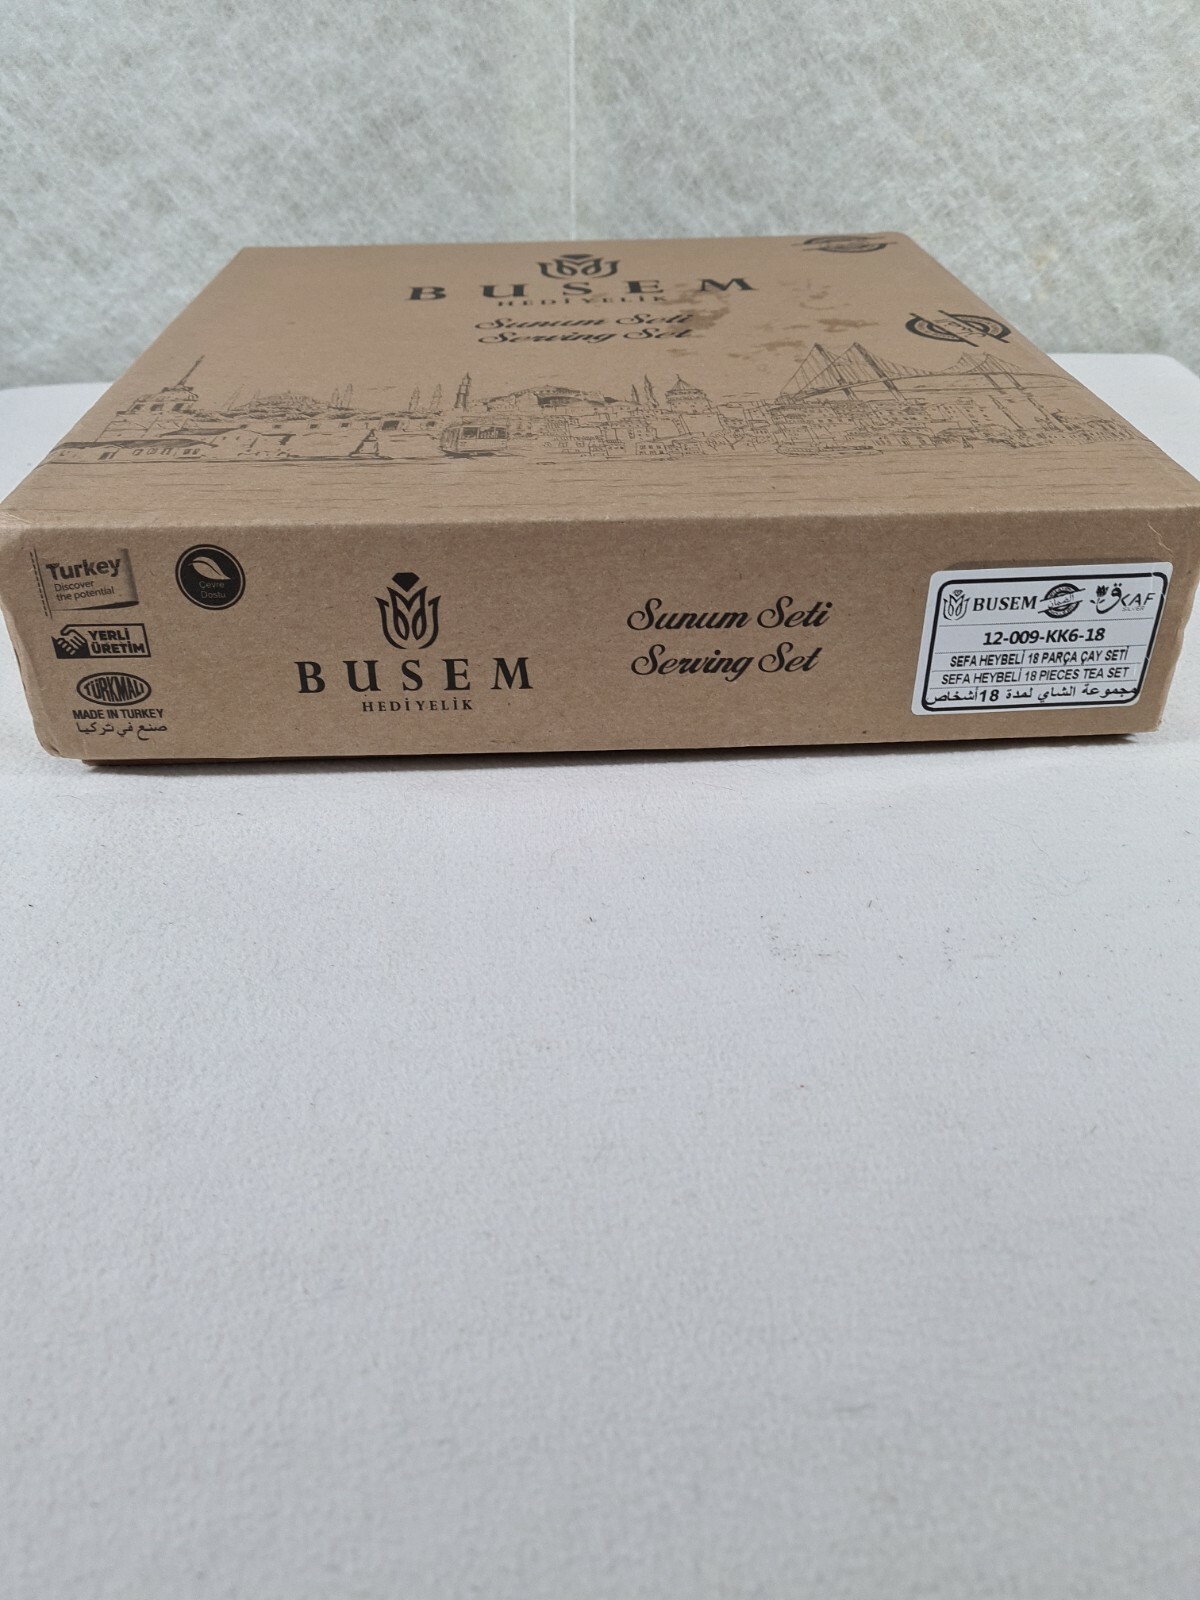 BUSEM
HEDİYELİK
Sunum Seti
Serving Set
Turkey
Discover
the potential
Çevre
Dostu
YERLİ
ÜRETİM
TÜRKMALI
MADE IN TURKEY
صنع في تركيا
BUSEM
HEDİYELİK
Sunum Seti
Serving Set
BUSEM
KAF
12-009-KK6-18
SEFA HEYBELİ 18 PARÇA ÇAY SETİ
SEFA HEYBELİ 18 PIECES TEA SET
مجموعة الشاي لمدة 18 أشخاص